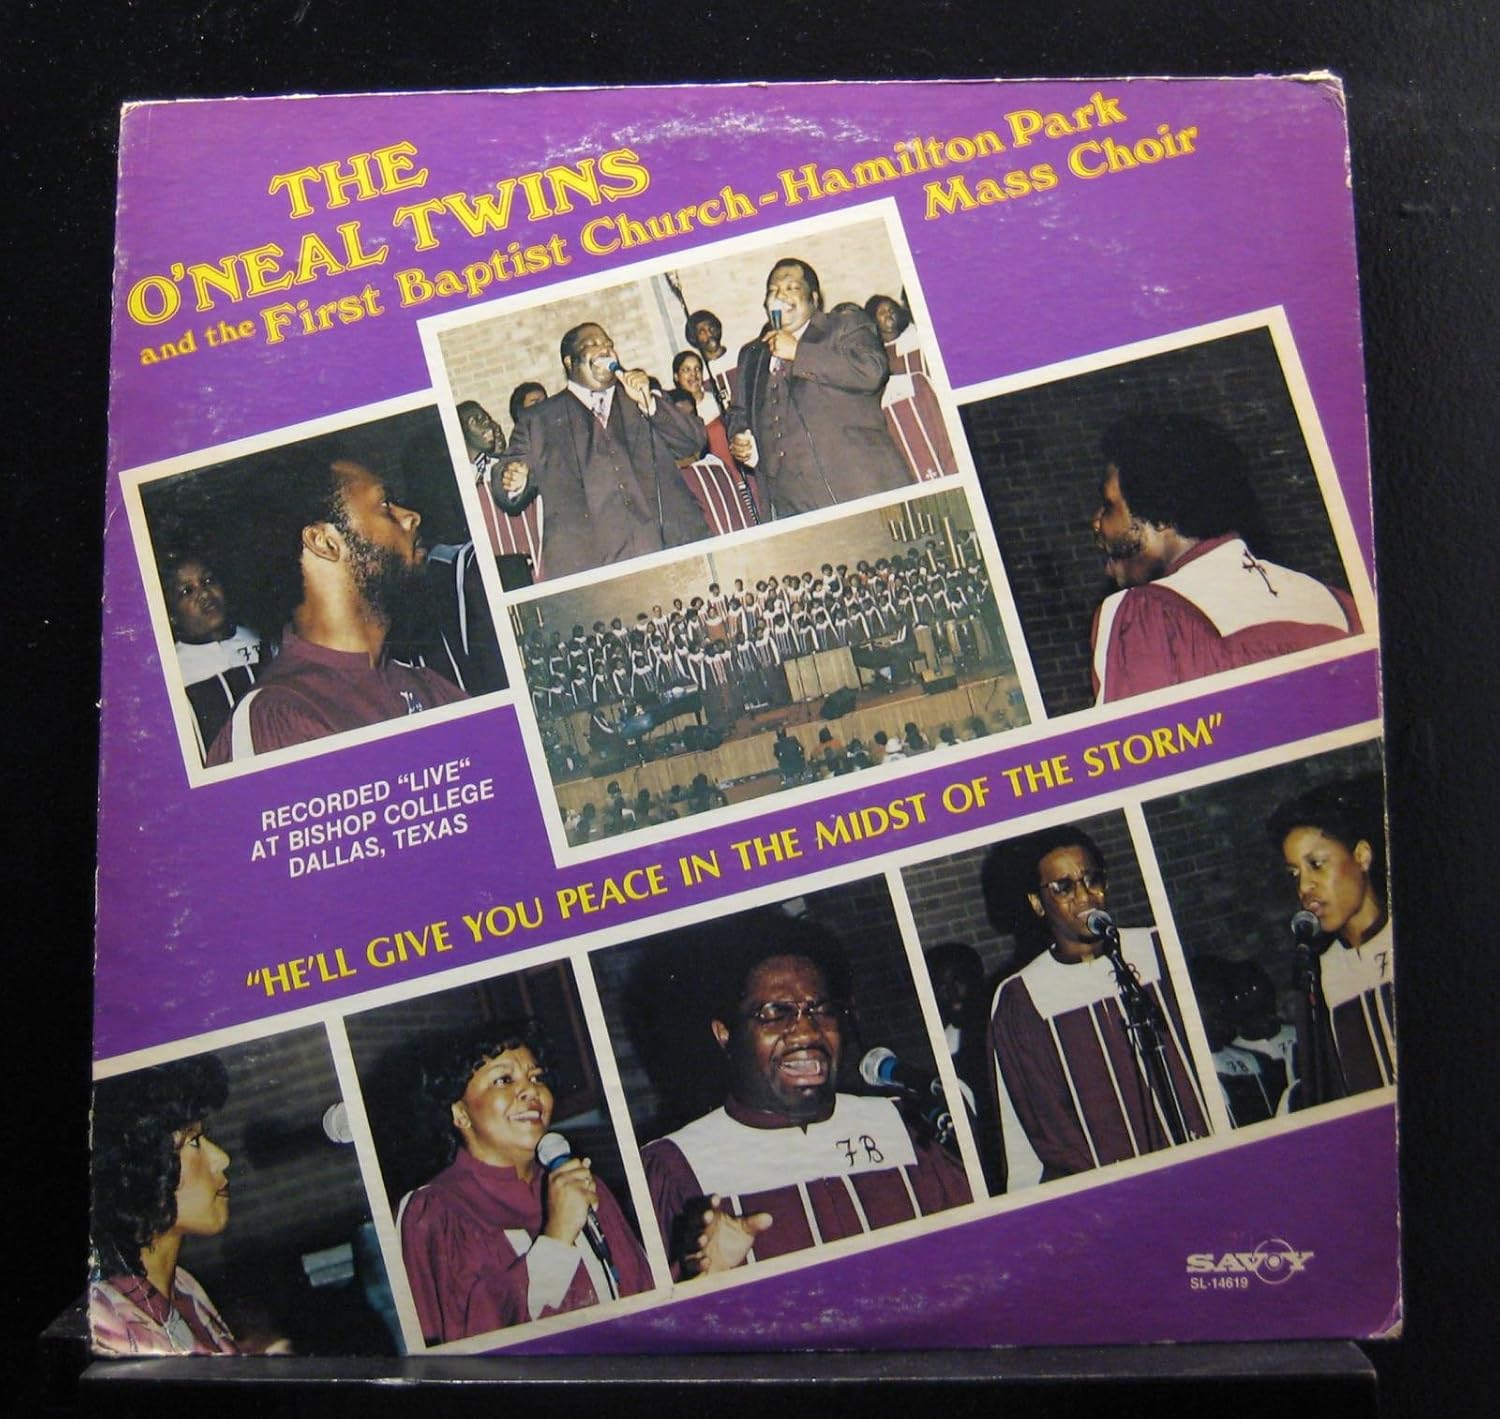 THE
O'NEAL TWINS
and the First Baptist Church-Hamilton Park
Mass Choir
RECORDED “LIVE“
AT BISHOP COLLEGE
DALLAS, TEXAS
“HE'LL GIVE YOU PEACE IN THE MIDST OF THE STORM”
FB
SAVOY
SL-14619